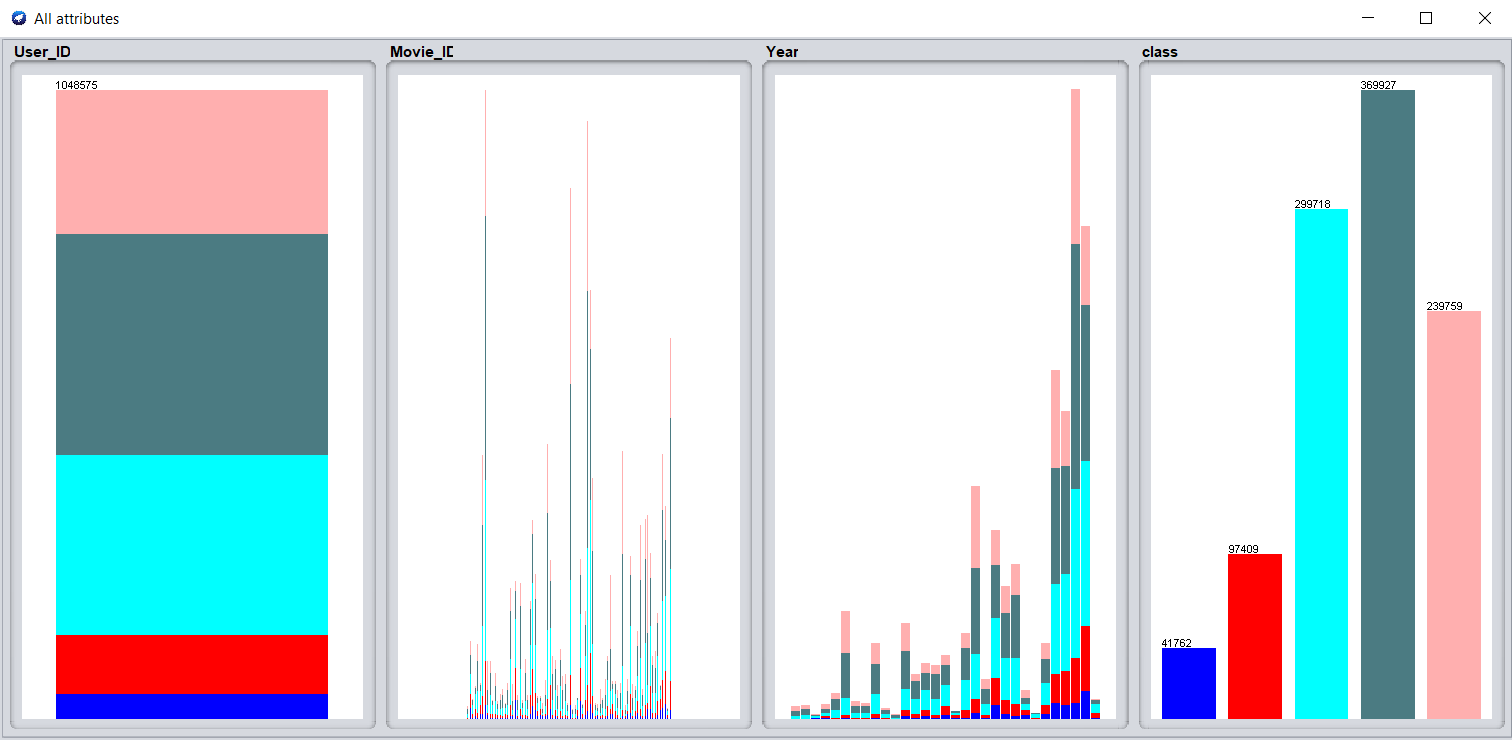 All attributes
User_ID
Movie_ID
Year
class
1048575
369927
299718
239759
97409
41762